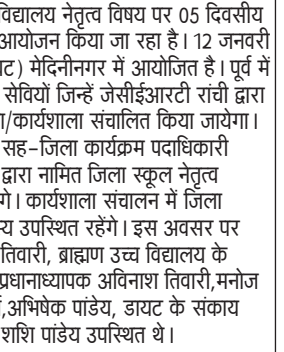 विद्यालय नेतृत्व विषय पर 05 दिवसीय
आयोजन किया जा रहा है। 12 जनवरी
ाट) मेदिनीनगर में आयोजित है। पूर्व में
सेवियों जिन्हें जेसीईआरटी रांची द्वारा
ा/कार्यशाला संचालित किया जायेगा।
सह-जिला कार्यक्रम पदाधिकारी
द्वारा नामित जिला स्कूल नेतृत्व
गे। कार्यशाला संचालन में जिला
्य उपस्थित रहेंगे। इस अवसर पर
तिवारी, ब्राह्मण उच्च विद्यालय के
प्रधानाध्यापक अविनाश तिवारी,मनोज
,अभिषेक पांडेय, डायट के संकाय
शशि पांडेय उपस्थित थे।